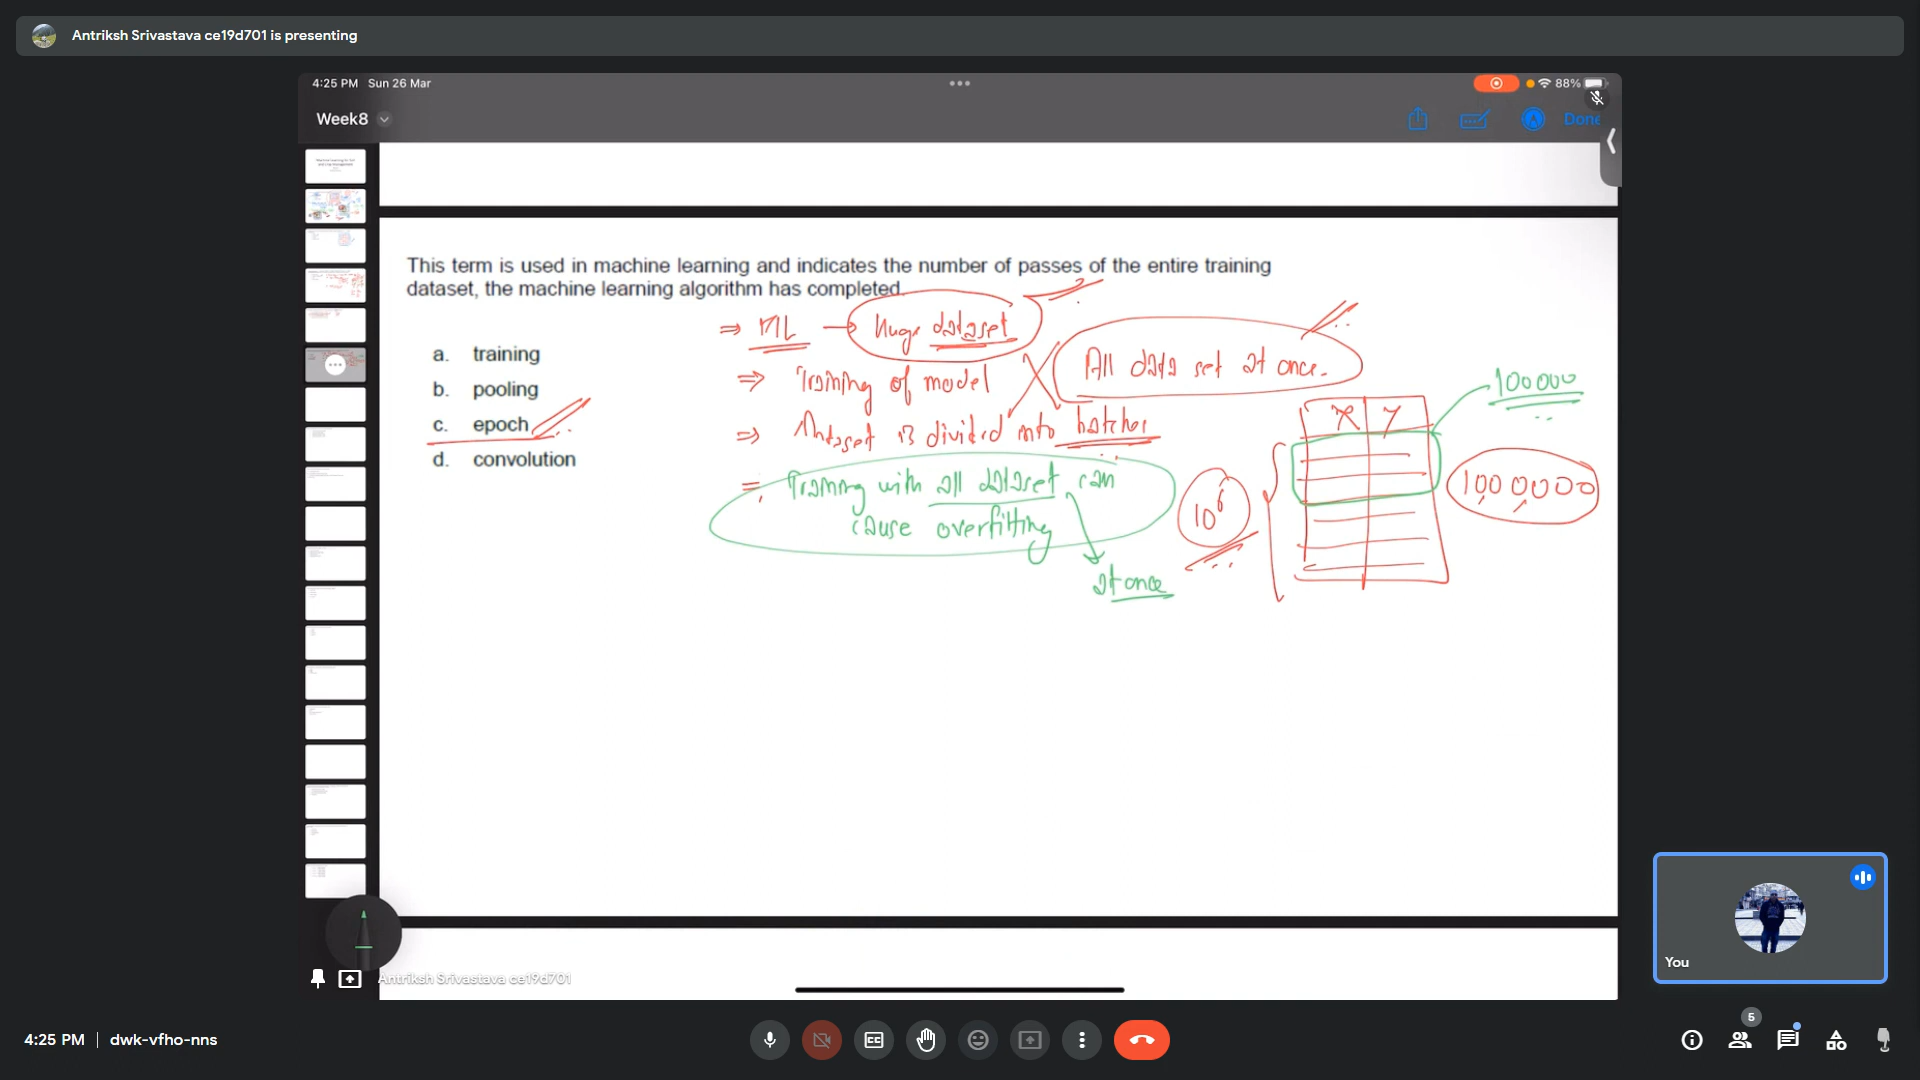 Antriksh Srivastava ce19d701 is presenting
4:25 PM Sun 26 Mar
88%
Week8
Done
This term is used in machine learning and indicates the number of passes of the entire training
dataset, the machine learning algorithm has completed.
a. training
b. pooling
c. epoch
d. convolution
⇒ ML → Huge dataset
All data set at once.
⇒ Training of model
⇒ Dataset is divided into batches
Training with all dataset can
cause overfitting
at once
10^6
X Y
100000
1000000
Antriksh Srivastava ce19d701
You
4:25 PM | dwk-vfho-nns
CC
5